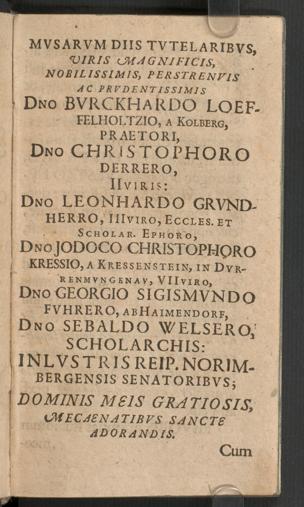 MVSARVM DIIS TVTELARIBVS,
VIRIS MAGNIFICIS,
NOBILISSIMIS, PERSTRENVIS
AC PRVDENTISSIMIS
DNO BVRCKHARDO LOEF-
FELHOLTZIO, A KOLBERG,
PRAETORI,
DNO CHRISTOPHORO
DERRERO,
IIVIRIS:
DNO LEONHARDO GRVND-
HERRO, IIIVIRO, ECCLES. ET
SCHOLAR. EPHORO,
DNO JODOCO CHRISTOPHORO
KRESSIO, A KRESSENSTEIN, IN DVR-
RENMVNGENAV, VIIVIRO,
DNO GEORGIO SIGISMVNDO
FVHRERO, ABHAIMENDORF,
DNO SEBALDO WELSERO,
SCHOLARCHIS:
INLVSTRIS REIP. NORIM-
BERGENSIS SENATORIBVS;
DOMINIS MEIS GRATIOSIS,
MECAENATIBVS SANCTE
ADORANDIS.
Cum